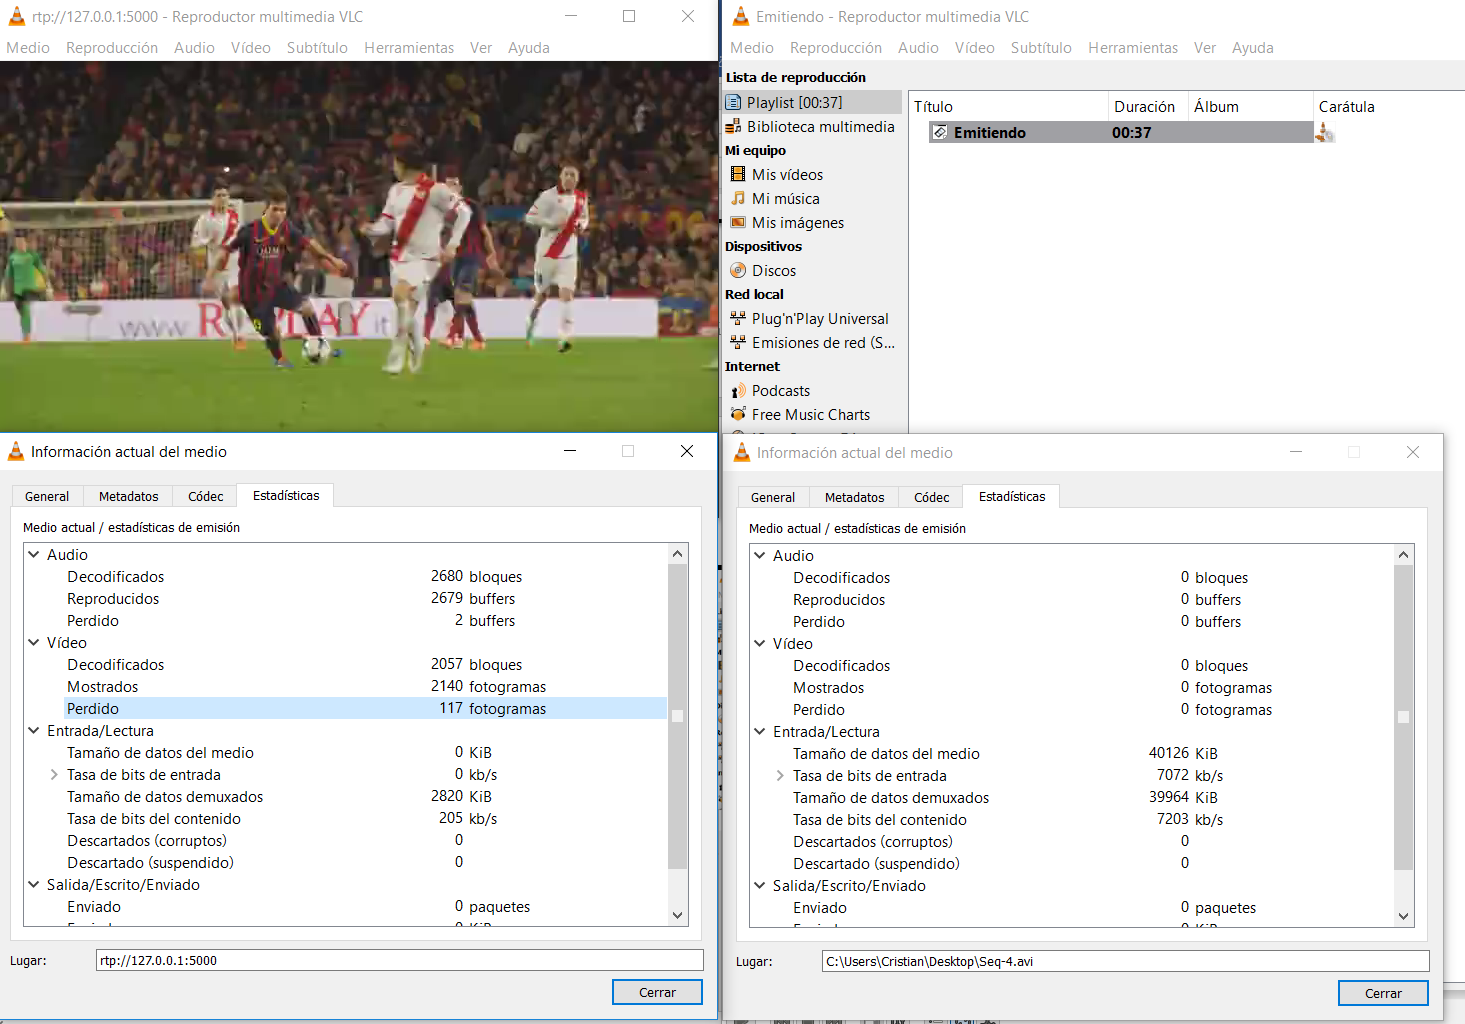 rtp://127.0.0.1:5000 - Reproductor multimedia VLC
Medio Reproducción Audio Vídeo Subtítulo Herramientas Ver Ayuda
www R PLAY it
Información actual del medio
General Metadatos Códec Estadísticas
Medio actual / estadísticas de emisión
Audio
Decodificados 2680 bloques
Reproducidos 2679 buffers
Perdido 2 buffers
Vídeo
Decodificados 2057 bloques
Mostrados 2140 fotogramas
Perdido 117 fotogramas
Entrada/Lectura
Tamaño de datos del medio 0 KiB
Tasa de bits de entrada 0 kb/s
Tamaño de datos demuxados 2820 KiB
Tasa de bits del contenido 205 kb/s
Descartados (corruptos) 0
Descartado (suspendido) 0
Salida/Escrito/Enviado
Enviado 0 paquetes
Lugar: rtp://127.0.0.1:5000
Cerrar
Emitiendo - Reproductor multimedia VLC
Medio Reproducción Audio Vídeo Subtítulo Herramientas Ver Ayuda
Lista de reproducción
Playlist [00:37]
Biblioteca multimedia
Mi equipo
Mis vídeos
Mi música
Mis imágenes
Dispositivos
Discos
Red local
Plug'n'Play Universal
Emisiones de red (S...
Internet
Podcasts
Free Music Charts
Título Duración Álbum Carátula
Emitiendo 00:37
Información actual del medio
General Metadatos Códec Estadísticas
Medio actual / estadísticas de emisión
Audio
Decodificados 0 bloques
Reproducidos 0 buffers
Perdido 0 buffers
Vídeo
Decodificados 0 bloques
Mostrados 0 fotogramas
Perdido 0 fotogramas
Entrada/Lectura
Tamaño de datos del medio 40126 KiB
Tasa de bits de entrada 7072 kb/s
Tamaño de datos demuxados 39964 KiB
Tasa de bits del contenido 7203 kb/s
Descartados (corruptos) 0
Descartado (suspendido) 0
Salida/Escrito/Enviado
Enviado 0 paquetes
Lugar: C:\Users\Cristian\Desktop\Seq-4.avi
Cerrar